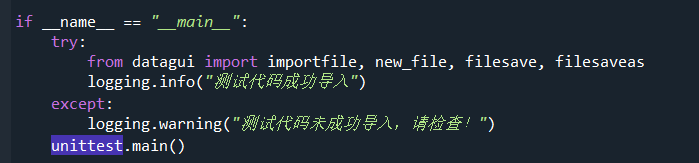 if __name__ == "__main__":
    try:
        from datagui import importfile, new_file, filesave, filesaveas
        logging.info("测试代码成功导入")
    except:
        logging.warning("测试代码未成功导入，请检查！")
    unittest.main()